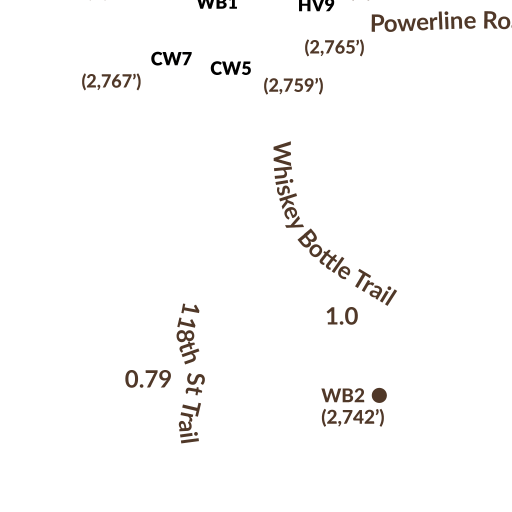 WB1
HV9
Powerline Ro
(2,765’)
CW7
CW5
(2,767’)
(2,759’)
Whiskey Bottle Trail
1.0
118th St Trail
0.79
WB2
(2,742’)